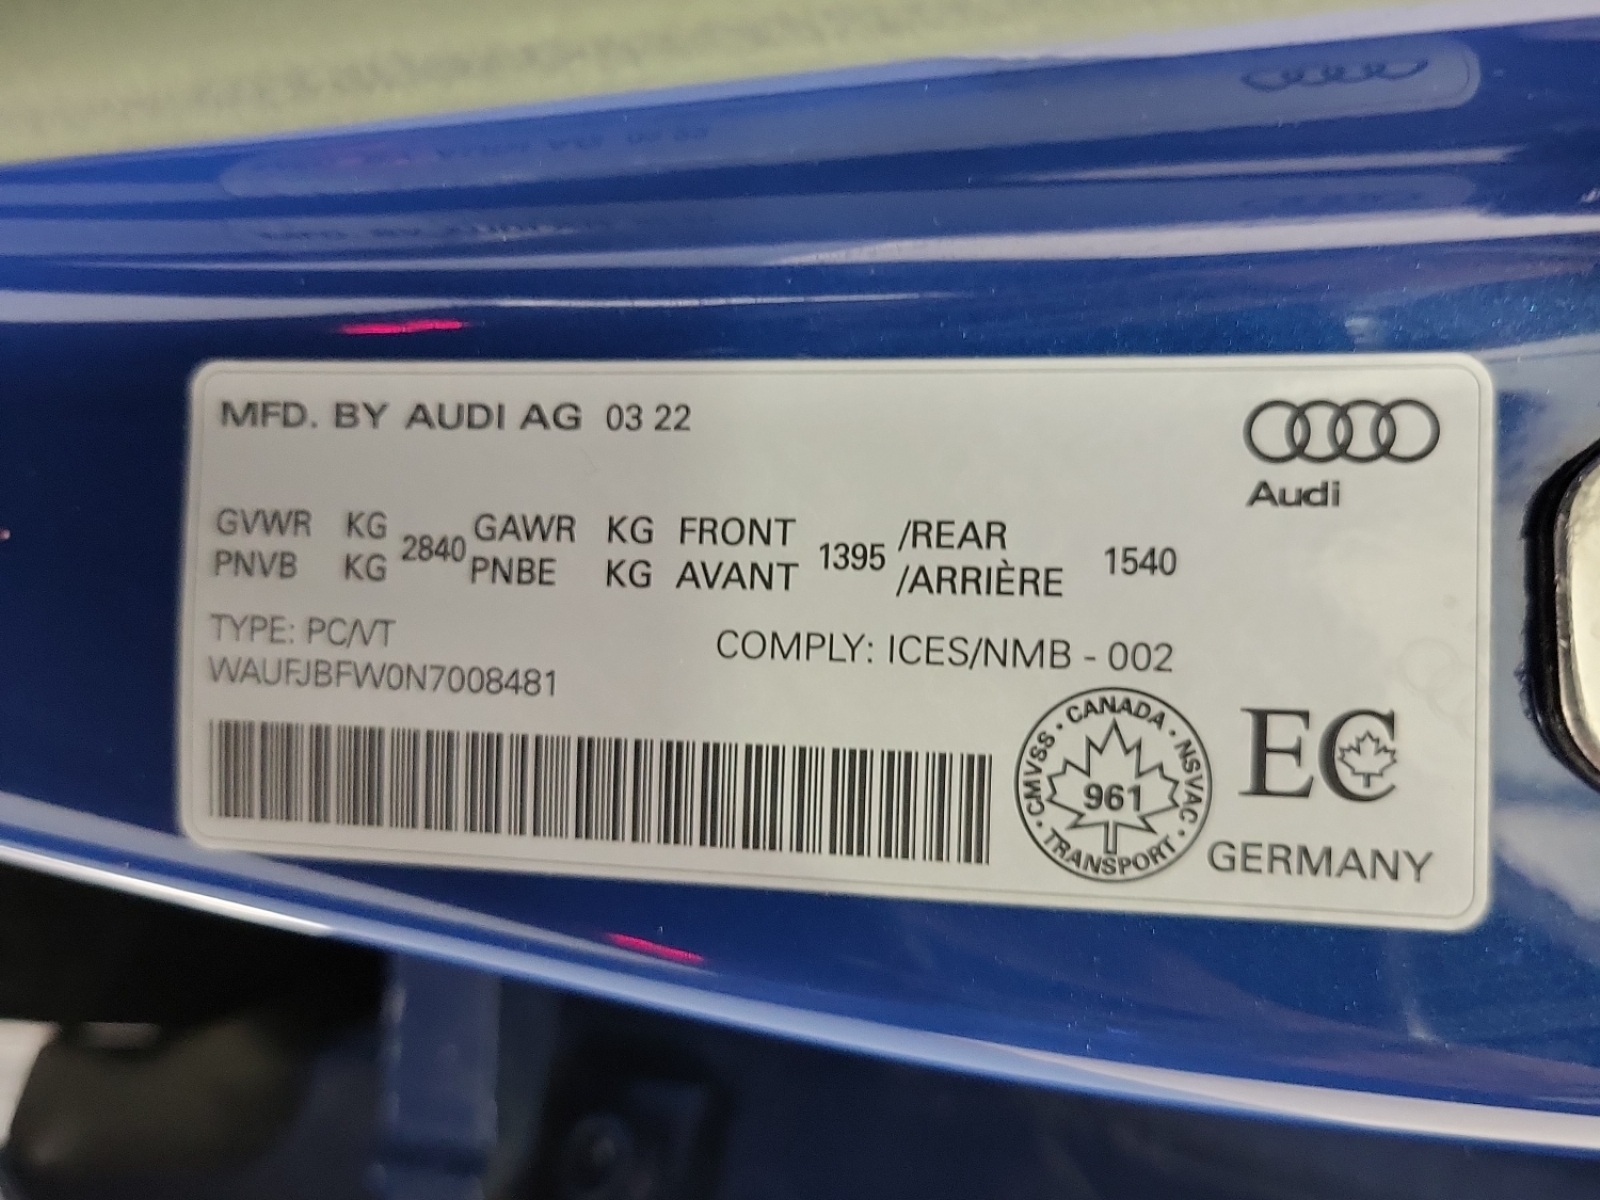 MFD. BY AUDI AG 03 22
Audi
GVWR KG 2840 GAWR KG FRONT 1395 /REAR 1540
PNVB KG PNBE KG AVANT /ARRIÈRE
TYPE: PC/VT
COMPLY: ICES/NMB - 002
WAUFJBFW0N7008481
CANADA · NSVAC · TRANSPORT · CMVSS ·
961
EC
GERMANY